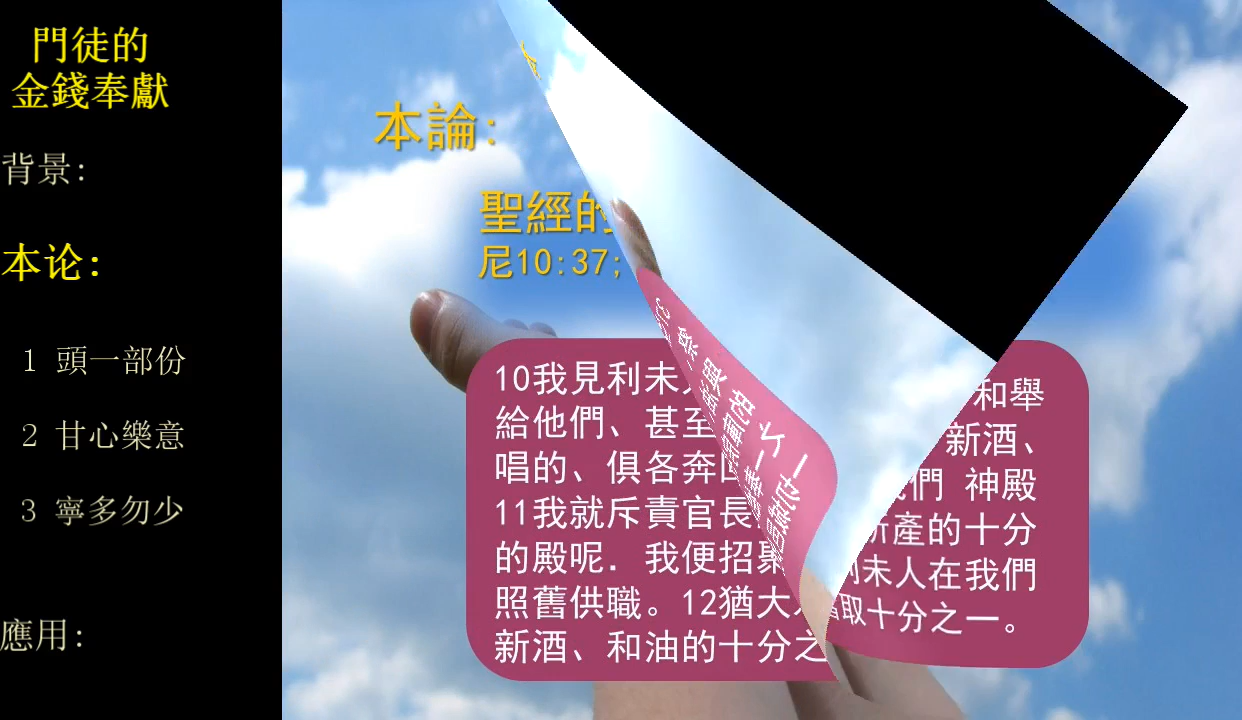 門徒的
金錢奉獻
背景:
本论:
1 頭一部份
2 甘心樂意
3 寧多勿少
應用:
本論:
聖經的
尼10:37;
10我見利未
給他們、甚至
唱的、俱各奔
11我就斥責官長
的殿呢．我便招聚
照舊供職。12猶大
新酒、和油的十分之
和舉
新酒、
們 神殿
產的十分
未人在我們
取十分之一。